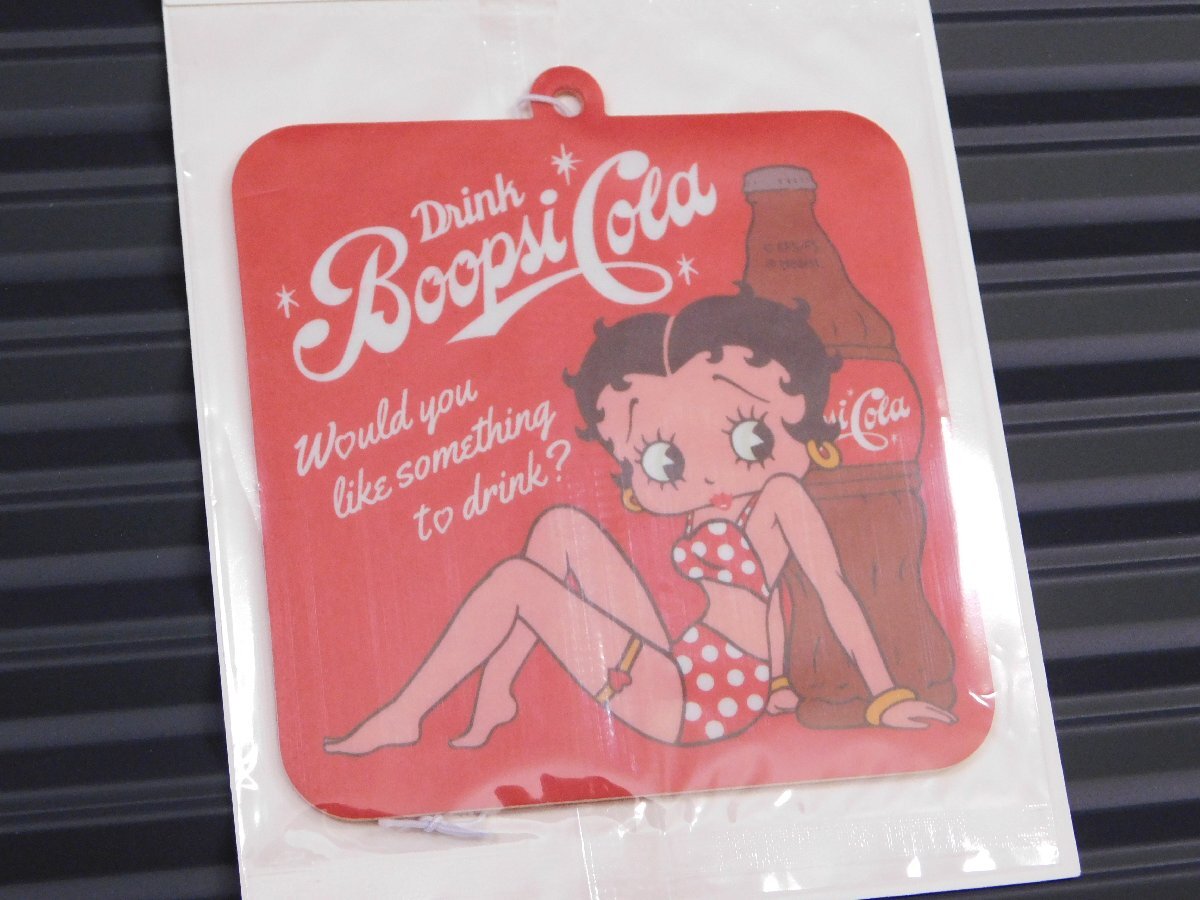 Drink
Boopsi Cola
Would you
like something
to drink?
si Cola